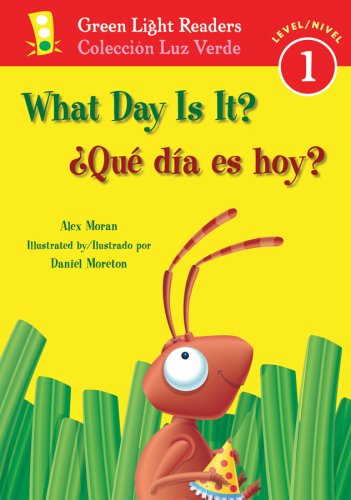 Green Light Readers
Colección Luz Verde
LEVEL/NIVEL
1
What Day Is It?
¿Qué día es hoy?
Alex Moran
Illustrated by/Ilustrado por
Daniel Moreton